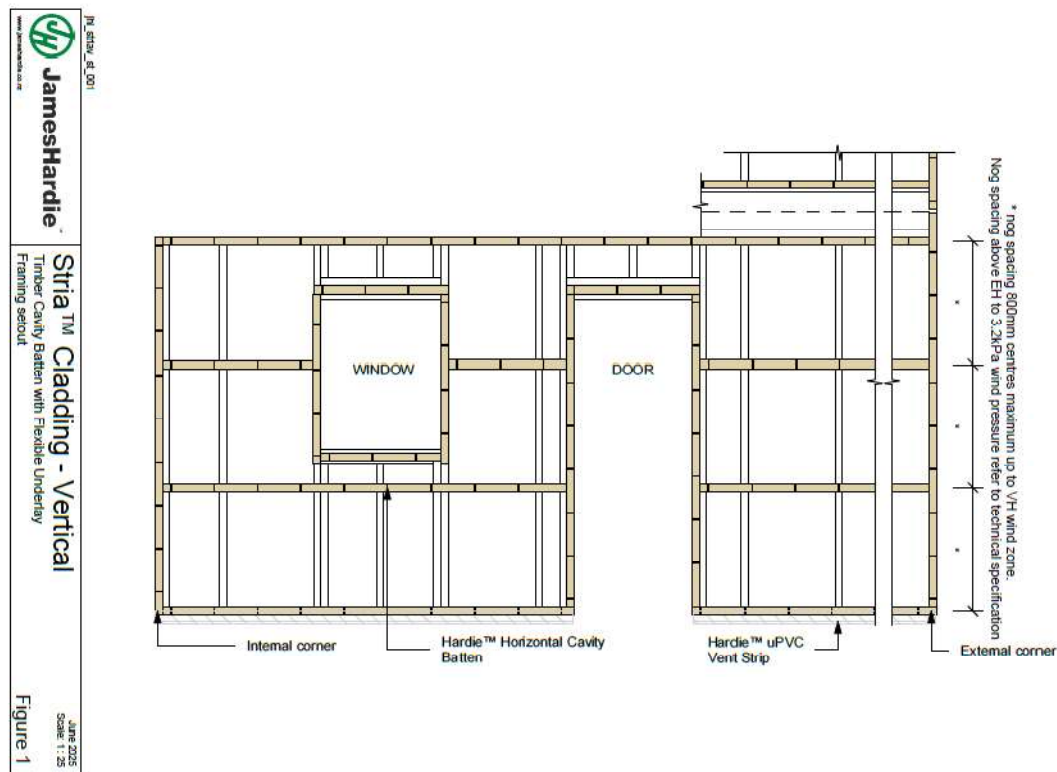 * nog spacing 800mm centres maximum up to VH wind zone.
Nog spacing above EH to 3.2kPa wind pressure refer to technical specification
*
*
*
WINDOW
DOOR
Internal corner
Hardie™ Horizontal Cavity
Batten
Hardie™ uPVC
Vent Strip
External corner
jhi_striav_st_001
JH JamesHardie™
www.jameshardie.co.nz
Stria™ Cladding - Vertical
Timber Cavity Batten with Flexible Underlay
Framing setout
June 2025
Scale: 1 : 25
Figure 1